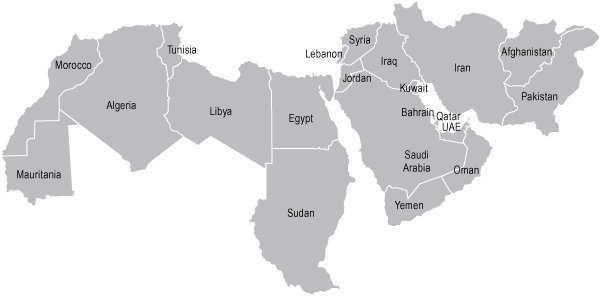 Tunisia
Syria
Lebanon
Iraq
Iran
Afghanistan
Morocco
Jordan
Kuwait
Pakistan
Algeria
Libya
Egypt
Bahrain
Qatar
UAE
Saudi
Arabia
Oman
Mauritania
Sudan
Yemen